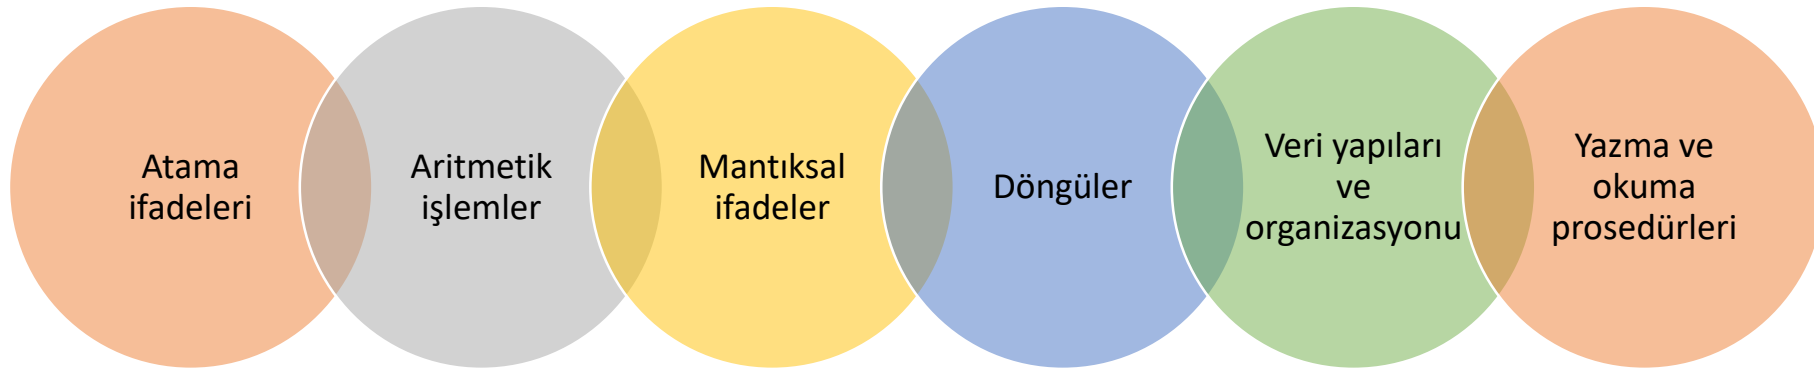 Atama
ifadeleri
Aritmetik
işlemler
Mantıksal
ifadeler
Döngüler
Veri yapıları
ve
organizasyonu
Yazma ve
okuma
prosedürleri